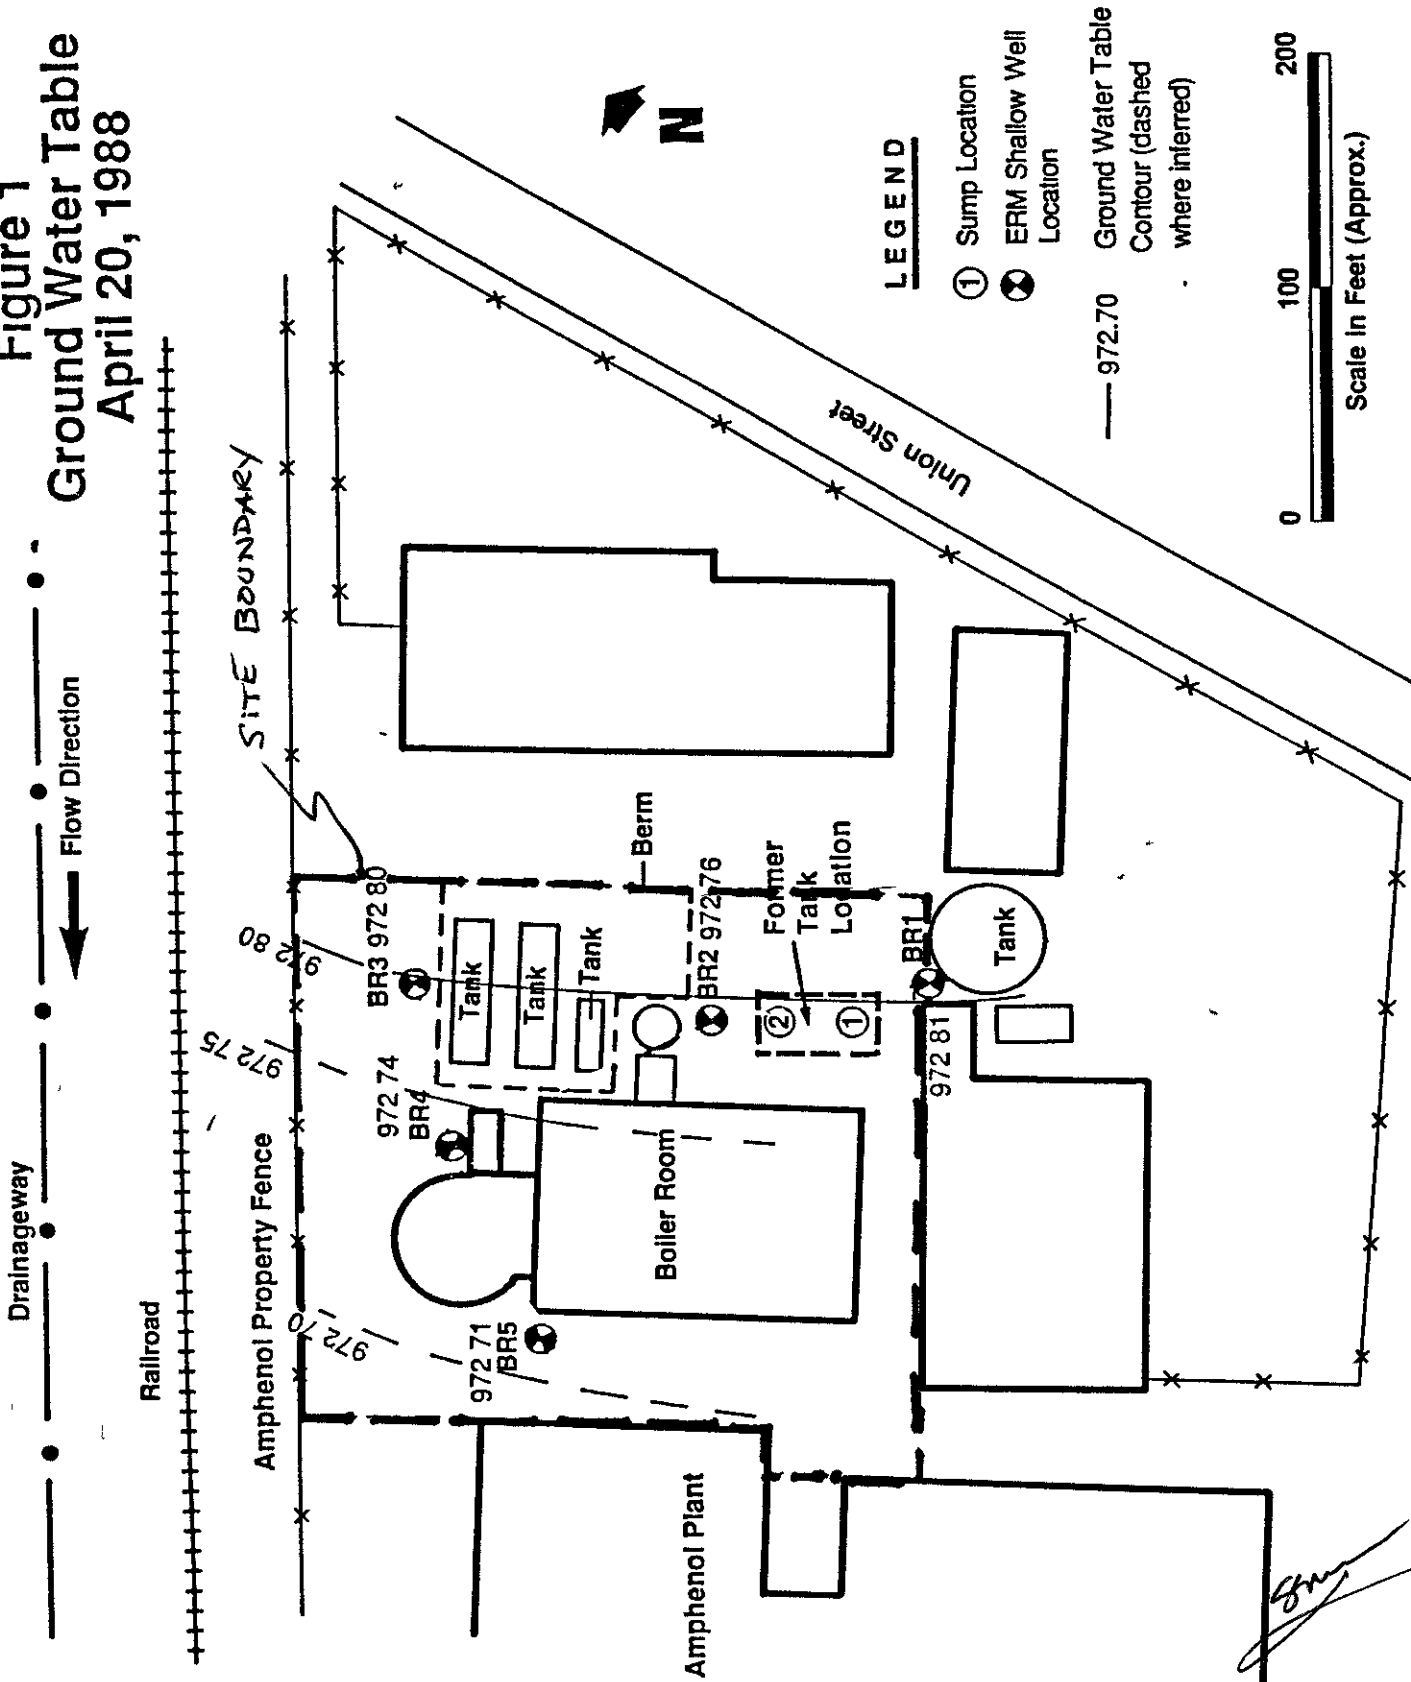 Figure 1
Ground Water Table
April 20, 1988
Drainageway
Flow Direction
Railroad
SITE BOUNDARY
Amphenol Property Fence
972 80
972 75
972 70
BR3 972 80
972 74
BR4
972 71
BR5
Tank
Tank
Tank
Berm
BR2 972 76
Former
Tank
Location
2
1
BR1
972 81
Tank
Boiler Room
Amphenol Plant
Union Street
N
LEGEND
1 Sump Location
ERM Shallow Well
Location
972.70 Ground Water Table
Contour (dashed
where inferred)
0 100 200
Scale In Feet (Approx.)